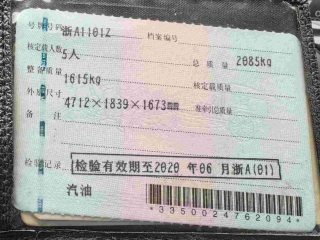 号牌号码 浙A1101Z 档案编号
核定载人数 5人 总质量 2085kg
整备质量 1615kg 核定载质量
外廓尺寸 4712×1839×1673mm 准牵引总质量
备注
检验记录 检验有效期至2020 年06 月浙A(01)
汽油
*3350024762094*